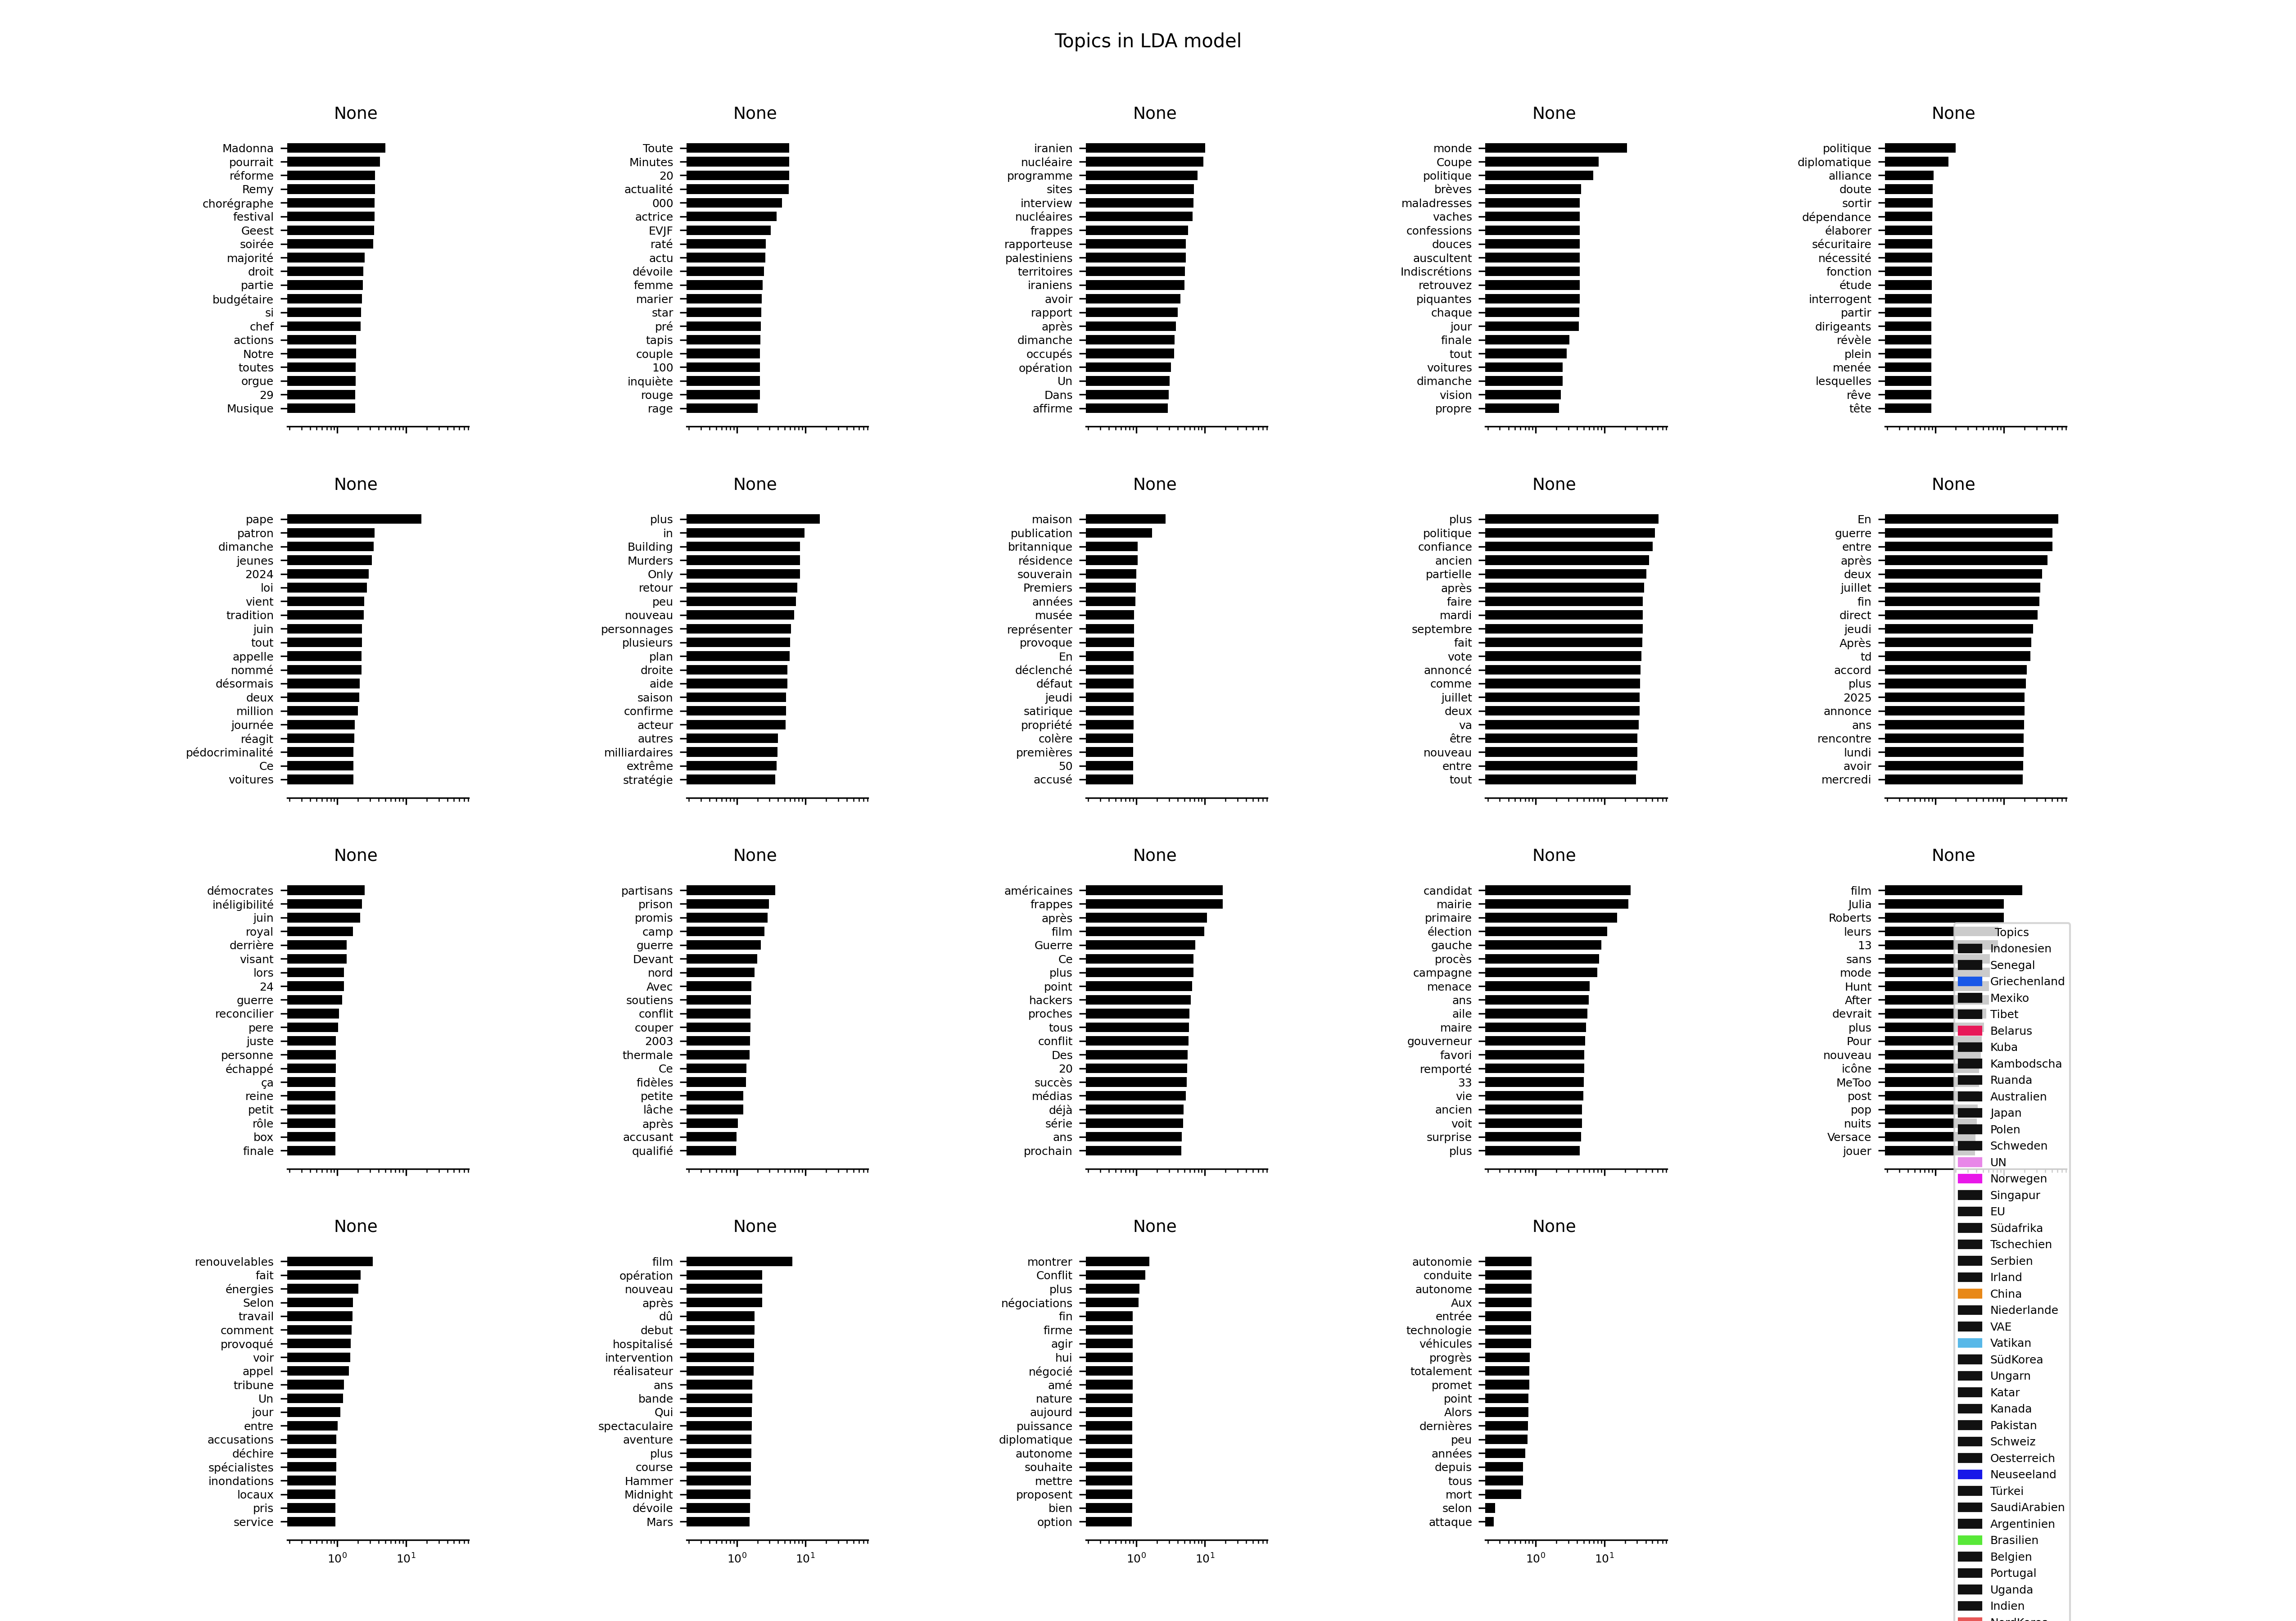 Topics in LDA model
None
Madonna
pourrait
réforme
Remy
chorégraphe
festival
Geest
soirée
majorité
droit
partie
budgétaire
si
chef
actions
Notre
toutes
orgue
29
Musique
None
Toute
Minutes
20
actualité
000
actrice
EVJF
raté
actu
dévoile
femme
marier
star
pré
tapis
couple
100
inquiète
rouge
rage
None
iranien
nucléaire
programme
sites
interview
nucléaires
frappes
rapporteuse
palestiniens
territoires
iraniens
avoir
rapport
après
dimanche
occupés
opération
Un
Dans
affirme
None
monde
Coupe
politique
brèves
maladresses
vaches
confessions
douces
auscultent
Indiscrétions
retrouvez
piquantes
chaque
jour
finale
tout
voitures
dimanche
vision
propre
None
politique
diplomatique
alliance
doute
sortir
dépendance
élaborer
sécuritaire
nécessité
fonction
étude
interrogent
partir
dirigeants
révèle
plein
menée
lesquelles
rêve
tête
None
pape
patron
dimanche
jeunes
2024
loi
vient
tradition
juin
tout
appelle
nommé
désormais
deux
million
journée
réagit
pédocriminalité
Ce
voitures
None
plus
in
Building
Murders
Only
retour
peu
nouveau
personnages
plusieurs
plan
droite
aide
saison
confirme
acteur
autres
milliardaires
extrême
stratégie
None
maison
publication
britannique
résidence
souverain
Premiers
années
musée
représenter
provoque
En
déclenché
défaut
jeudi
satirique
propriété
colère
premières
50
accusé
None
plus
politique
confiance
ancien
partielle
après
faire
mardi
septembre
fait
vote
annoncé
comme
juillet
deux
va
être
nouveau
entre
tout
None
En
guerre
entre
après
deux
juillet
fin
direct
jeudi
Après
td
accord
plus
2025
annonce
ans
rencontre
lundi
avoir
mercredi
None
démocrates
inéligibilité
juin
royal
derrière
visant
lors
24
guerre
reconcilier
pere
juste
personne
échappé
ça
reine
petit
rôle
box
finale
None
partisans
prison
promis
camp
guerre
Devant
nord
Avec
soutiens
conflit
couper
2003
thermale
Ce
fidèles
petite
lâche
après
accusant
qualifié
None
américaines
frappes
après
film
Guerre
Ce
plus
point
hackers
proches
tous
conflit
Des
20
succès
médias
déjà
série
ans
prochain
None
candidat
mairie
primaire
élection
gauche
procès
campagne
menace
ans
aile
maire
gouverneur
favori
remporté
33
vie
ancien
voit
surprise
plus
None
film
Julia
Roberts
leurs
13
sans
mode
Hunt
After
devrait
plus
Pour
nouveau
icône
MeToo
post
pop
nuits
Versace
jouer
None
renouvelables
fait
énergies
Selon
travail
comment
provoqué
voir
appel
tribune
Un
jour
entre
accusations
déchire
spécialistes
inondations
locaux
pris
service
10⁰ 10¹
None
film
opération
nouveau
après
dû
debut
hospitalisé
intervention
réalisateur
ans
bande
Qui
spectaculaire
aventure
plus
course
Hammer
Midnight
dévoile
Mars
10⁰ 10¹
None
montrer
Conflit
plus
négociations
fin
firme
agir
hui
négocié
amé
nature
aujourd
puissance
diplomatique
autonome
souhaite
mettre
proposent
bien
option
10⁰ 10¹
None
autonomie
conduite
autonome
Aux
entrée
technologie
véhicules
progrès
totalement
promet
point
Alors
dernières
peu
années
depuis
tous
mort
selon
attaque
10⁰ 10¹
Topics
Indonesien
Senegal
Griechenland
Mexiko
Tibet
Belarus
Kuba
Kambodscha
Ruanda
Australien
Japan
Polen
Schweden
UN
Norwegen
Singapur
EU
Südafrika
Tschechien
Serbien
Irland
China
Niederlande
VAE
Vatikan
SüdKorea
Ungarn
Katar
Kanada
Pakistan
Schweiz
Oesterreich
Neuseeland
Türkei
SaudiArabien
Argentinien
Brasilien
Belgien
Portugal
Uganda
Indien
NordKorea